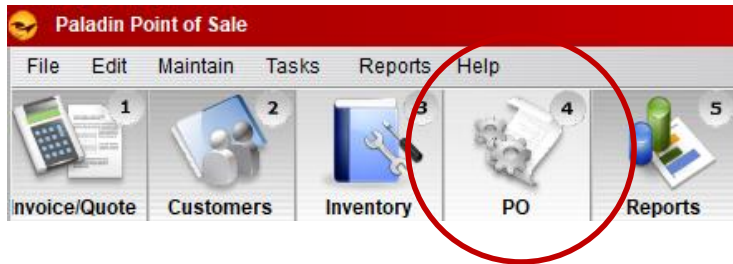 Paladin Point of Sale
File Edit Maintain Tasks Reports Help
1 2 3 4 5
nvoice/Quote Customers Inventory PO Reports